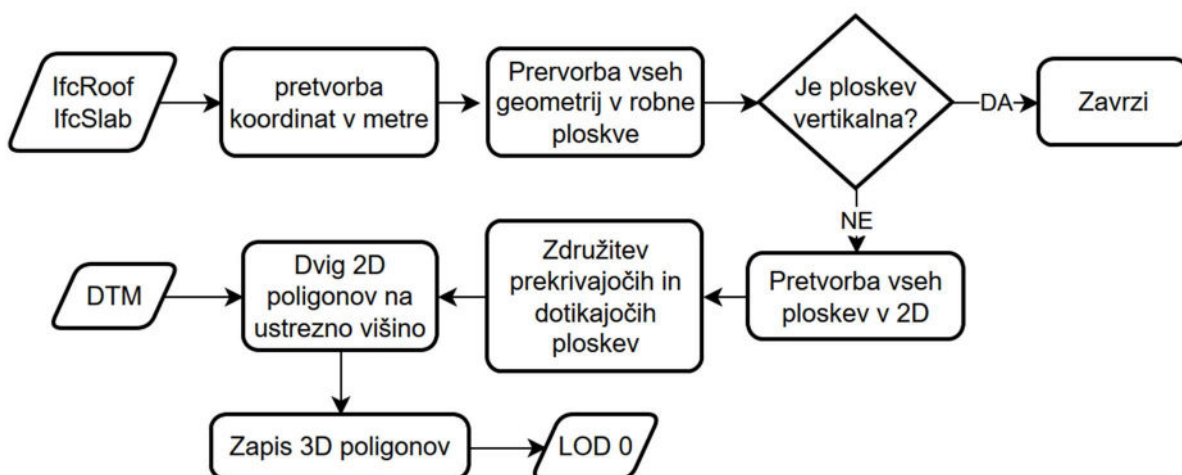 IfcRoof
IfcSlab
pretvorba
koordinat v metre
Prervorba vseh
geometrij v robne
ploskve
Je ploskev
vertikalna?
DA
Zavrzi
NE
Pretvorba vseh
ploskev v 2D
Združitev
prekrivajočih in
dotikajočih
ploskev
Dvig 2D
poligonov na
ustrezno višino
DTM
Zapis 3D poligonov
LOD 0